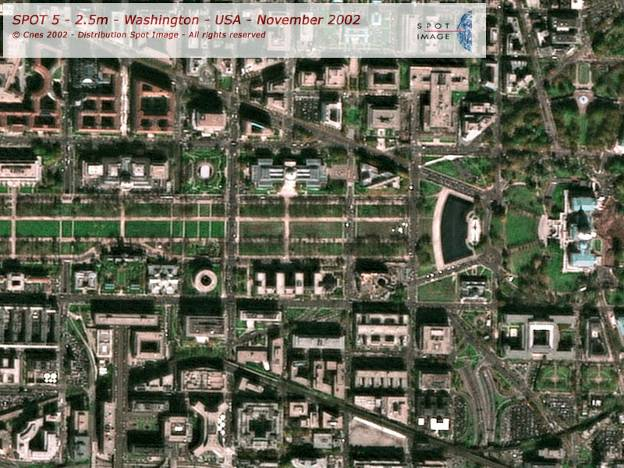 SPOT 5 - 2.5m - Washington - USA - November 2002
© Cnes 2002 - Distribution Spot Image - All rights reserved
SPOT
IMAGE